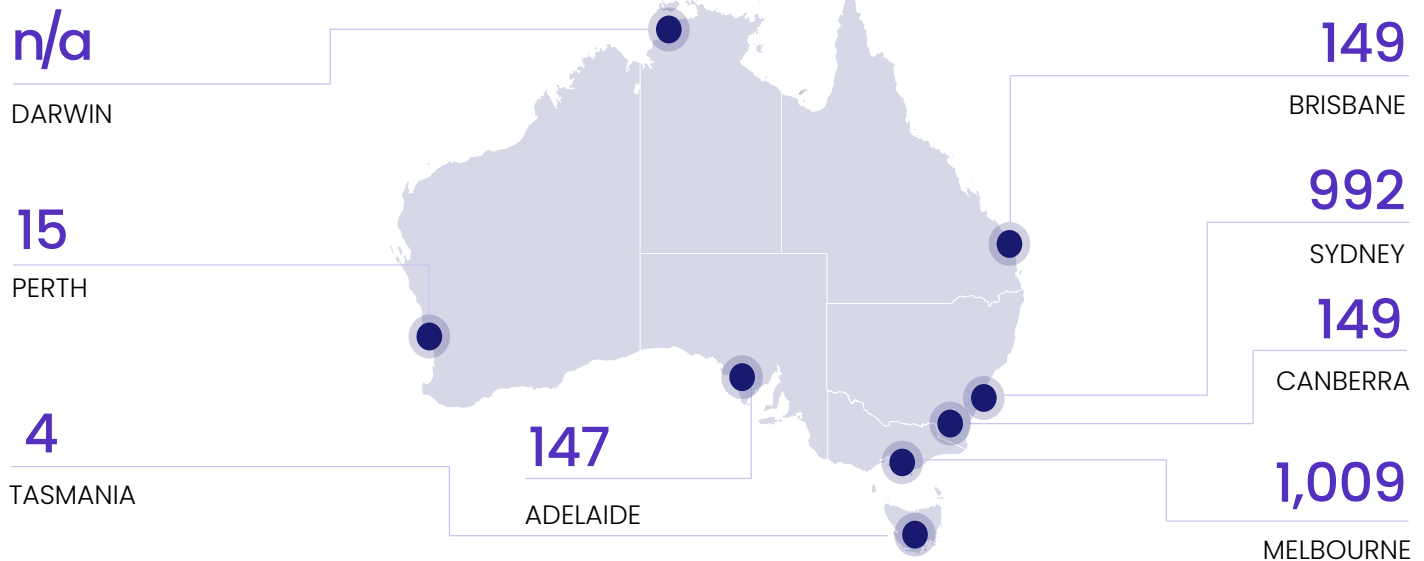 n/a
DARWIN
15
PERTH
4
TASMANIA
147
ADELAIDE
149
BRISBANE
992
SYDNEY
149
CANBERRA
1,009
MELBOURNE